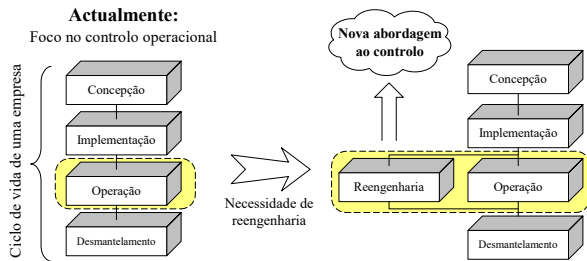 Actualmente:
Foco no controlo operacional
Ciclo de vida de uma empresa
Concepção
Implementação
Operação
Desmantelamento
Necessidade de
reengenharia
Nova abordagem
ao controlo
Concepção
Implementação
Reengenharia
Operação
Desmantelamento